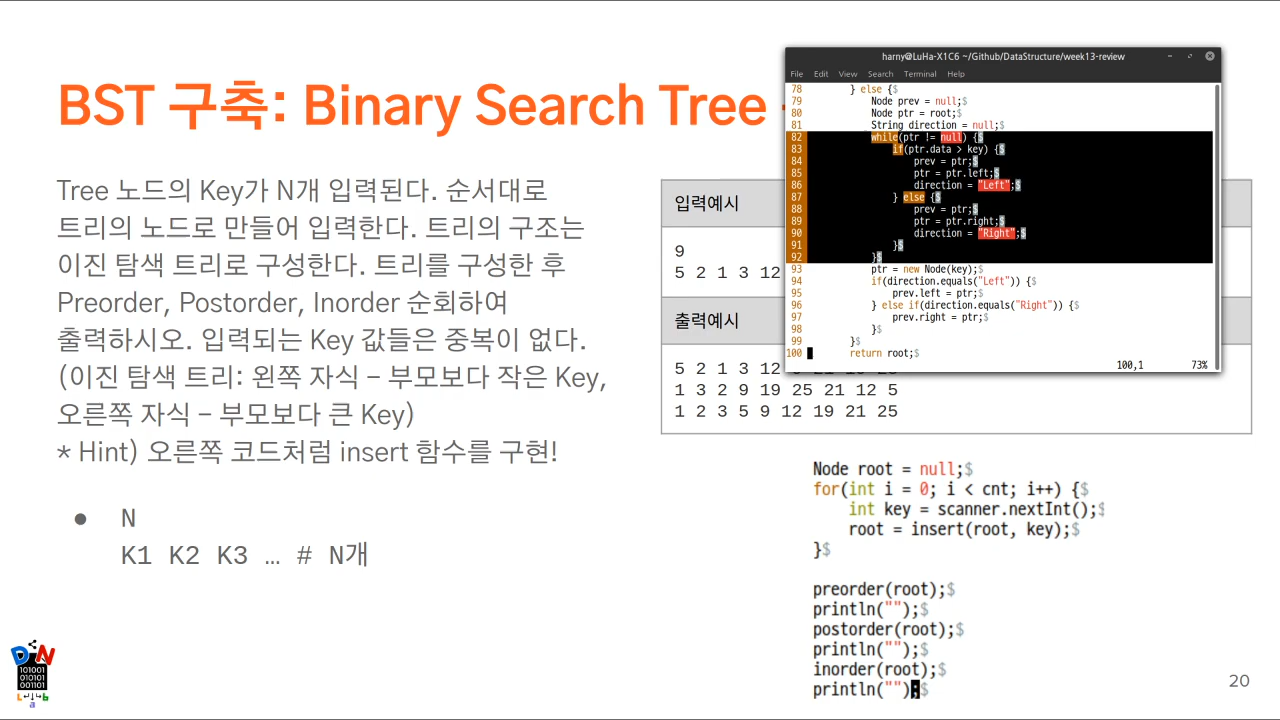 BST 구축: Binary Search Tree
Tree 노드의 Key가 N개 입력된다. 순서대로
트리의 노드로 만들어 입력한다. 트리의 구조는
이진 탐색 트리로 구성한다. 트리를 구성한 후
Preorder, Postorder, Inorder 순회하여
출력하시오. 입력되는 Key 값들은 중복이 없다.
(이진 탐색 트리: 왼쪽 자식 – 부모보다 작은 Key,
오른쪽 자식 – 부모보다 큰 Key)
* Hint) 오른쪽 코드처럼 insert 함수를 구현!
● N
K1 K2 K3 … # N개
입력예시
9
5 2 1 3 12
출력예시
5 2 1 3 12
1 3 2 9 19 25 21 12 5
1 2 3 5 9 12 19 21 25
harny@LuHa-X1C6 ~/Github/DataStructure/week13-review
File Edit View Search Terminal Help
78 } else {$
79 Node prev = null;$
80 Node ptr = root;$
81 String direction = null;$
82 while(ptr != null) {$
83 if(ptr.data > key) {$
84 prev = ptr;$
85 ptr = ptr.left;$
86 direction = "Left";$
87 } else {$
88 prev = ptr;$
89 ptr = ptr.right;$
90 direction = "Right";$
91 }$
92 }$
93 ptr = new Node(key);$
94 if(direction.equals("Left")) {$
95 prev.left = ptr;$
96 } else if(direction.equals("Right")) {$
97 prev.right = ptr;$
98 }$
99 }$
100 return root;$
100,1 73%
Node root = null;$
for(int i = 0; i < cnt; i++) {$
int key = scanner.nextInt();$
root = insert(root, key);$
}$
preorder(root);$
println("");$
postorder(root);$
println("");$
inorder(root);$
println("");$
DN
101001
010101
001101
20